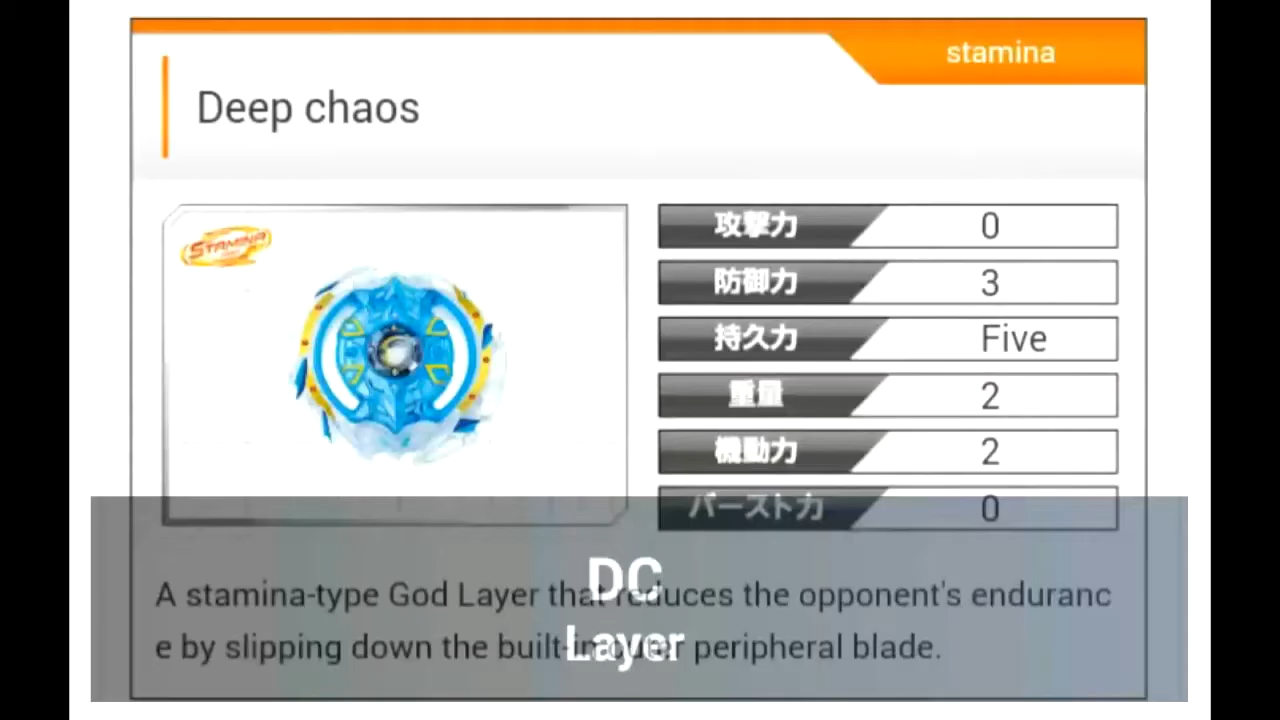 stamina
Deep chaos
STAMINA
攻撃力 0
防御力 3
持久力 Five
重量 2
機動力 2
バースト力 0
DC
Layer
A stamina-type God Layer that reduces the opponent's enduranc
e by slipping down the built-in outer peripheral blade.